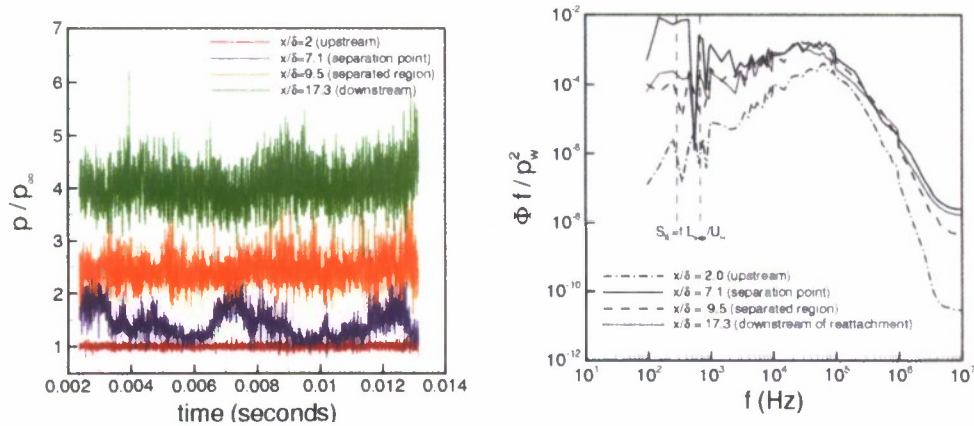 7
6
5
4
3
2
1
p / p∞
x/δ=2 (upstream)
x/δ=7.1 (separation point)
x/δ=9.5 (separated region)
x/δ=17.3 (downstream)
0.002 0.004 0.006 0.008 0.01 0.012 0.014
time (seconds)
10⁰
10⁻²
10⁻⁴
10⁻⁶
10⁻⁸
10⁻¹⁰
10⁻¹²
Φ f / p²w
x/δ = 2.0 (upstream)
x/δ = 7.1 (separation point)
x/δ = 9.5 (separated region)
x/δ = 17.3 (downstream of reattachment)
10¹ 10² 10³ 10⁴ 10⁵ 10⁶ 10⁷
f (Hz)